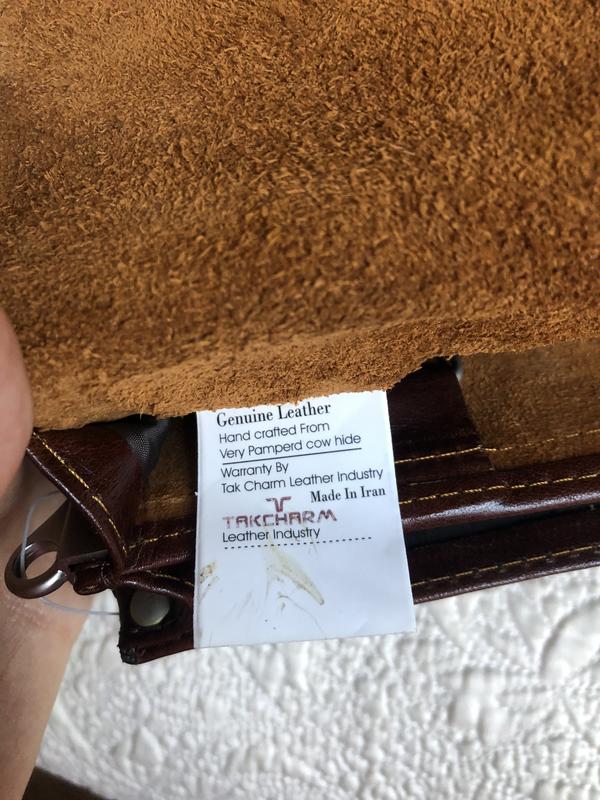 Genuine Leather
Hand crafted From
Very Pamperd cow hide
Warranty By
Tak Charm Leather Industry
Made In Iran
TAKCHARM
Leather Industry